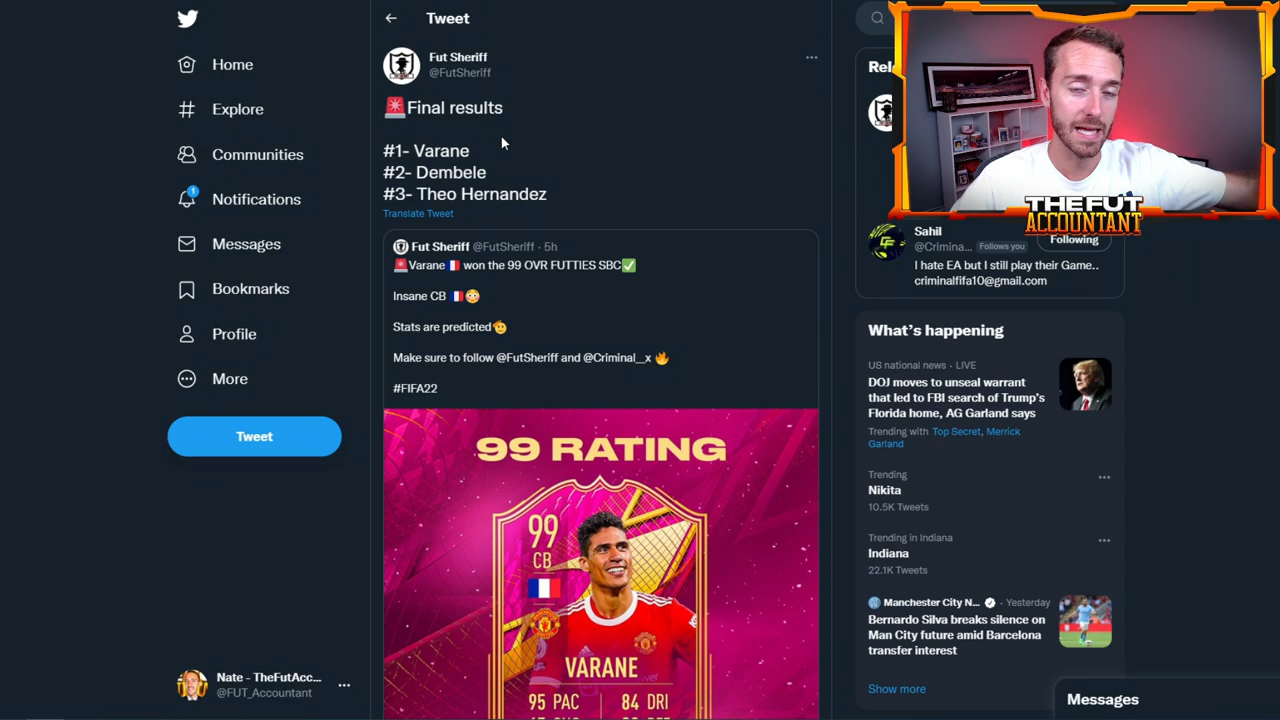 Home
Explore
Communities
1
Notifications
Messages
Bookmarks
Profile
More
Tweet
Nate - TheFutAcc...
@FUT_Accountant
Tweet
Fut Sheriff
@FutSheriff
🚨Final results
#1- Varane
#2- Dembele
#3- Theo Hernandez
Translate Tweet
Fut Sheriff @FutSheriff · 5h
🚨Varane🇫🇷 won the 99 OVR FUTTIES SBC✅
Insane CB 🇫🇷😳
Stats are predicted🫡
Make sure to follow @FutSheriff and @Criminal__x 🔥
#FIFA22
99 RATING
99
CB
VARANE
95 PAC
84 DRI
Rel
THE FUT
ACCOUNTANT
Sahil
@Crimina... Follows you
Following
I hate EA but I still play their Game..
criminalfifa10@gmail.com
What's happening
US national news · LIVE
DOJ moves to unseal warrant
that led to FBI search of Trump's
Florida home, AG Garland says
Trending with Top Secret, Merrick
Garland
Trending
Nikita
10.5K Tweets
Trending in Indiana
Indiana
22.1K Tweets
Manchester City N... · Yesterday
Bernardo Silva breaks silence on
Man City future amid Barcelona
transfer interest
Show more
Messages